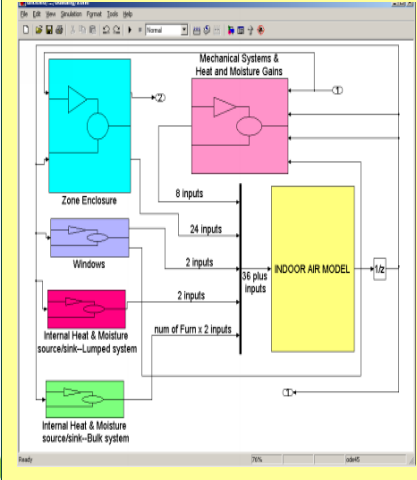 File Edit View Simulation Format Tools Help
Normal
Mechanical Systems &
Heat and Moisture Gains
1
2
Zone Enclosure
8 inputs
24 inputs
Windows
2 inputs
36 plus
inputs
INDOOR AIR MODEL
1/z
2 inputs
Internal Heat & Moisture
source/sink--Lumped system
num of Furn x 2 inputs
1
Internal Heat & Moisture
source/sink--Bulk system
Ready
70%
ode45